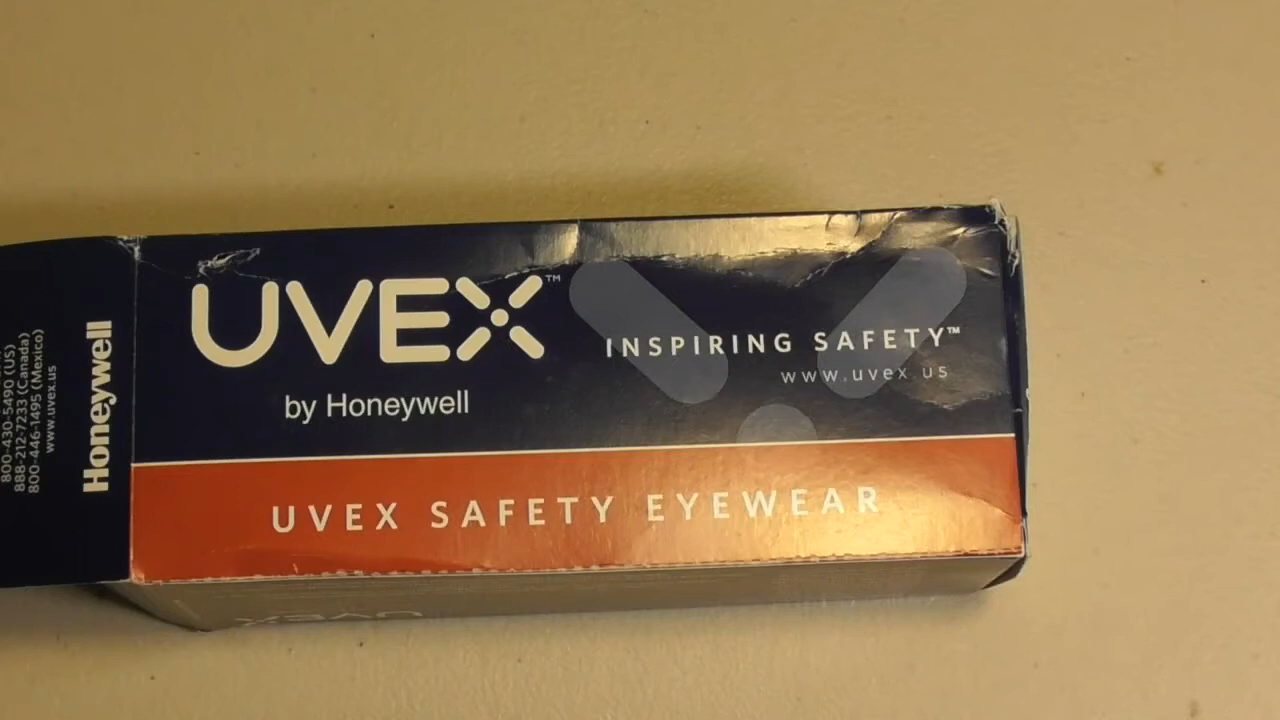 UVEX™
by Honeywell
INSPIRING SAFETY™
www.uvex.us
UVEX SAFETY EYEWEAR
Honeywell
800-430-5490 (US)
888-212-7233 (Canada)
800-446-1495 (Mexico)
www.uvex.us
UVEX